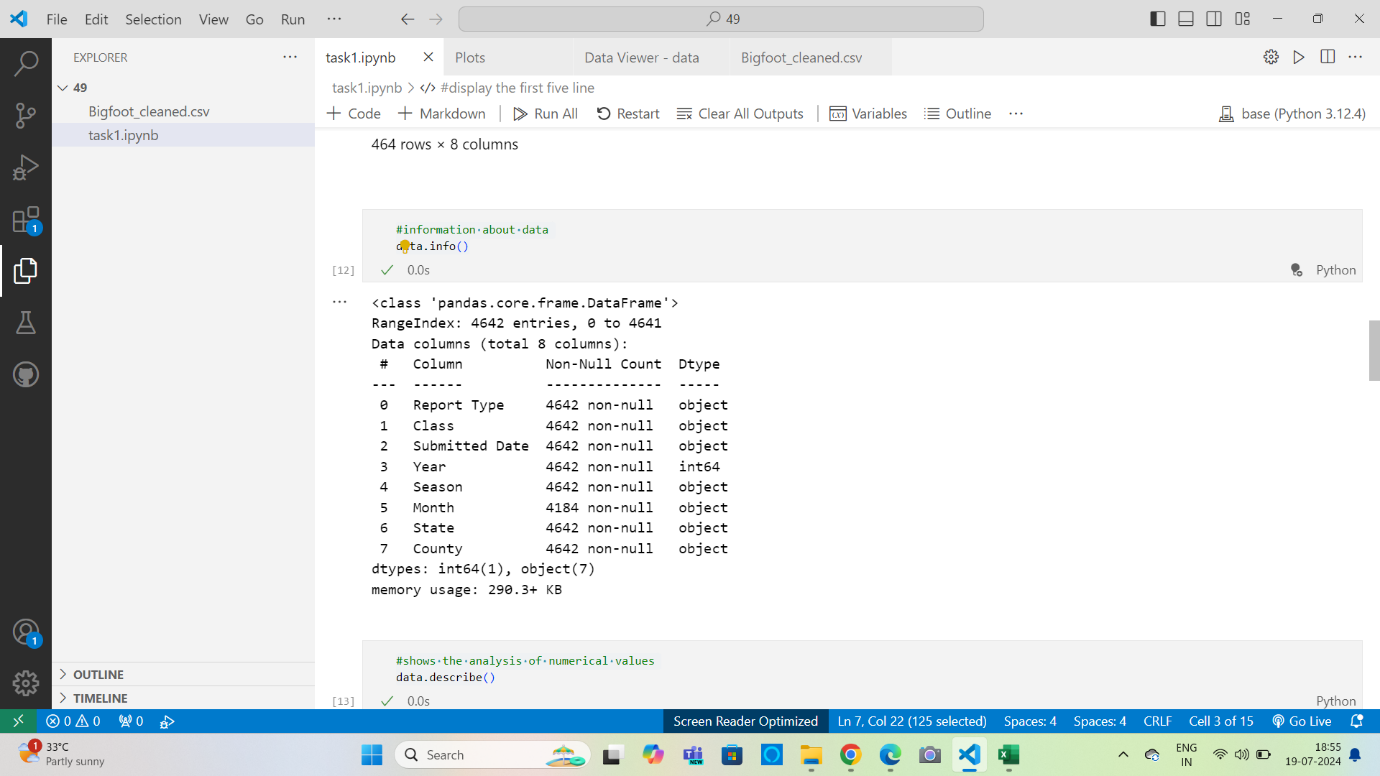 File Edit Selection View Go Run ···
49
EXPLORER
49
Bigfoot_cleaned.csv
task1.ipynb
OUTLINE
TIMELINE
1
1
task1.ipynb Plots Data Viewer - data Bigfoot_cleaned.csv
task1.ipynb > </> #display the first five line
+ Code + Markdown Run All Restart Clear All Outputs Variables Outline ··· base (Python 3.12.4)
464 rows × 8 columns
#information·about·data
data.info()
[12] 0.0s Python
<class 'pandas.core.frame.DataFrame'>
RangeIndex: 4642 entries, 0 to 4641
Data columns (total 8 columns):
# Column Non-Null Count Dtype
--- ------ -------------- -----
0 Report Type 4642 non-null object
1 Class 4642 non-null object
2 Submitted Date 4642 non-null object
3 Year 4642 non-null int64
4 Season 4642 non-null object
5 Month 4184 non-null object
6 State 4642 non-null object
7 County 4642 non-null object
dtypes: int64(1), object(7)
memory usage: 290.3+ KB
#shows·the·analysis·of·numerical·values
data.describe()
[13] 0.0s Python
0 0 0 Screen Reader Optimized Ln 7, Col 22 (125 selected) Spaces: 4 Spaces: 4 CRLF Cell 3 of 15 Go Live
1 33°C
Partly sunny
Search
NEW
ENG
IN
18:55
19-07-2024